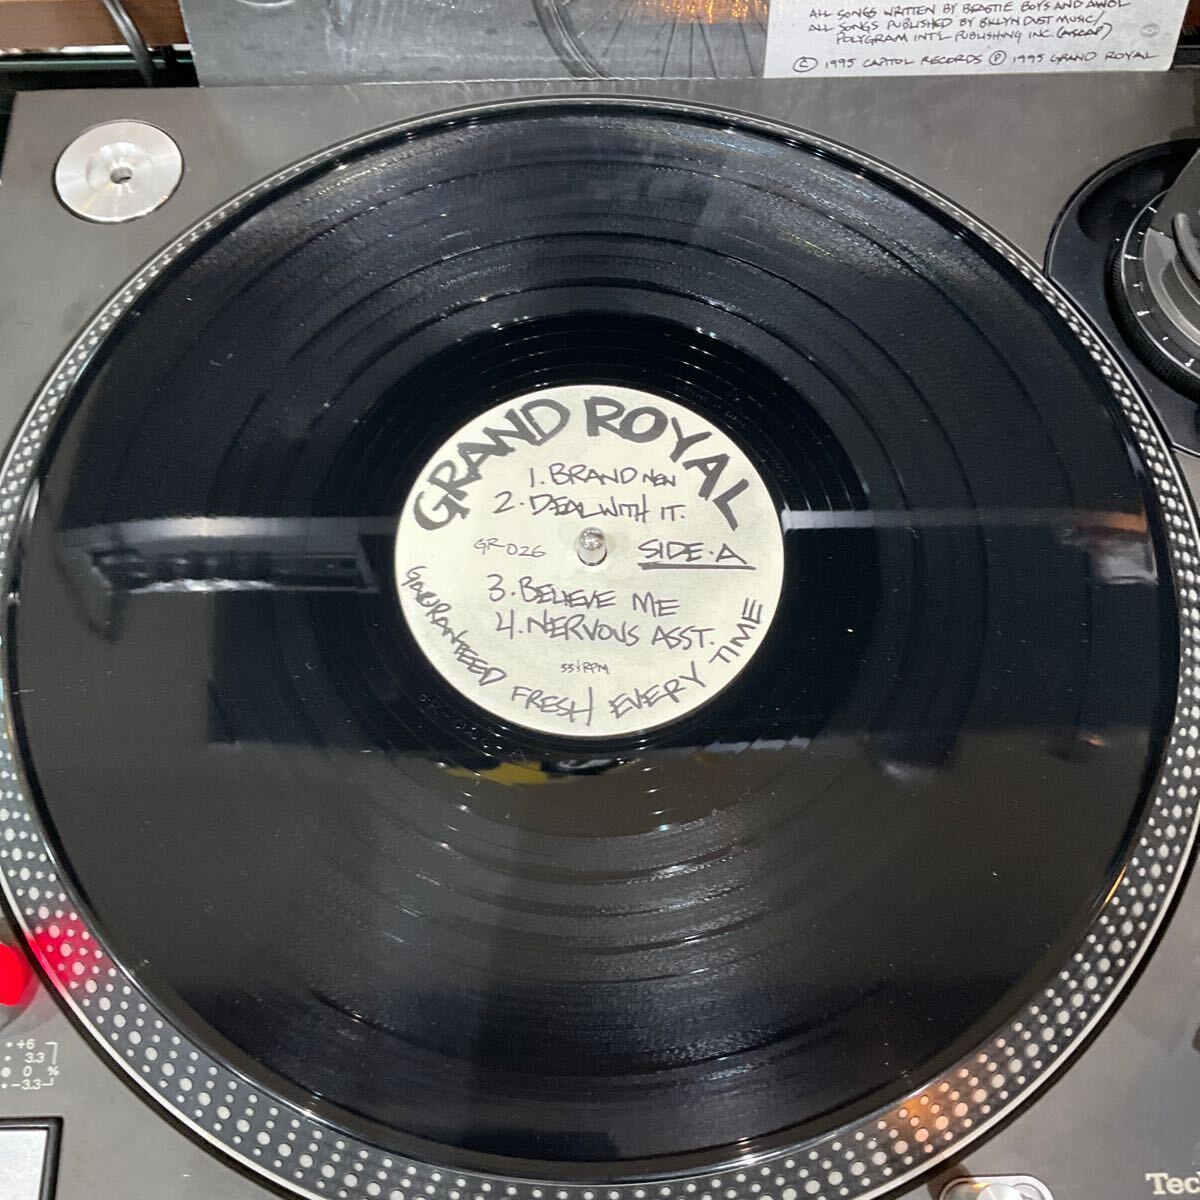 ALL SONGS WRITTEN BY BEASTIE BOYS AND AWOL
ALL SONGS PUBLISHED BY BKLYN DUST MUSIC/
POLYGRAM INT'L PUBLISHING INC. (ASCAP)
© 1995 CAPITOL RECORDS ℗ 1995 GRAND ROYAL
GRAND ROYAL
1. BRAND NEW
2. DEAL WITH IT.
GR-026
SIDE.A
3. BELIEVE ME
4. NERVOUS ASST.
33⅓ RPM
GAURANTEED FRESH EVERY TIME
GR-026-A
+6
3.3
0 %
-3.3
Tec